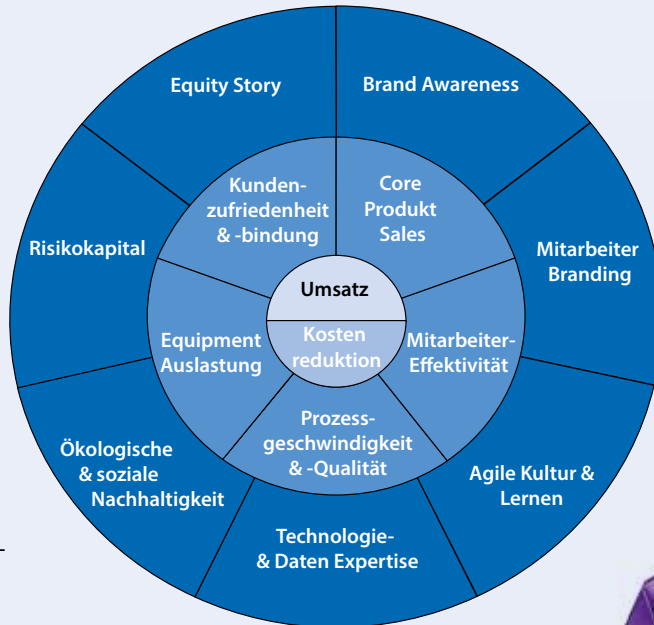 Equity Story
Brand Awareness
Kunden-
zufriedenheit
& -bindung
Core
Produkt
Sales
Risikokapital
Mitarbeiter
Branding
Umsatz
Equipment
Auslastung
Kosten
reduktion
Mitarbeiter-
Effektivität
Prozess-
geschwindigkeit
& -Qualität
Ökologische
& soziale
Nachhaltigkeit
Agile Kultur &
Lernen
Technologie-
& Daten Expertise
-